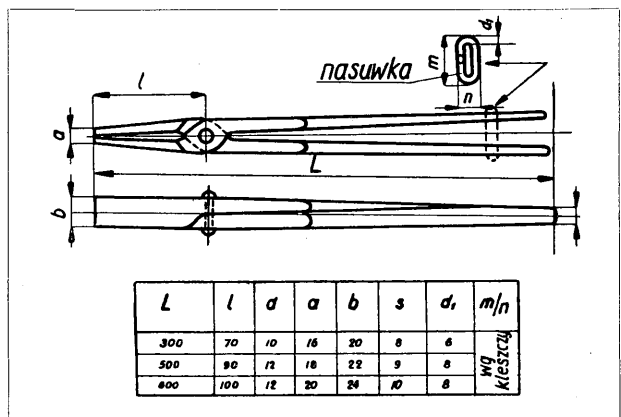 d₁
m
nasuwka
n
l
a
L
b
L l d a b s d₁ m/n
300 70 10 16 20 8 6 wg kleszczy
500 90 12 18 22 9 8
600 100 12 20 24 10 8